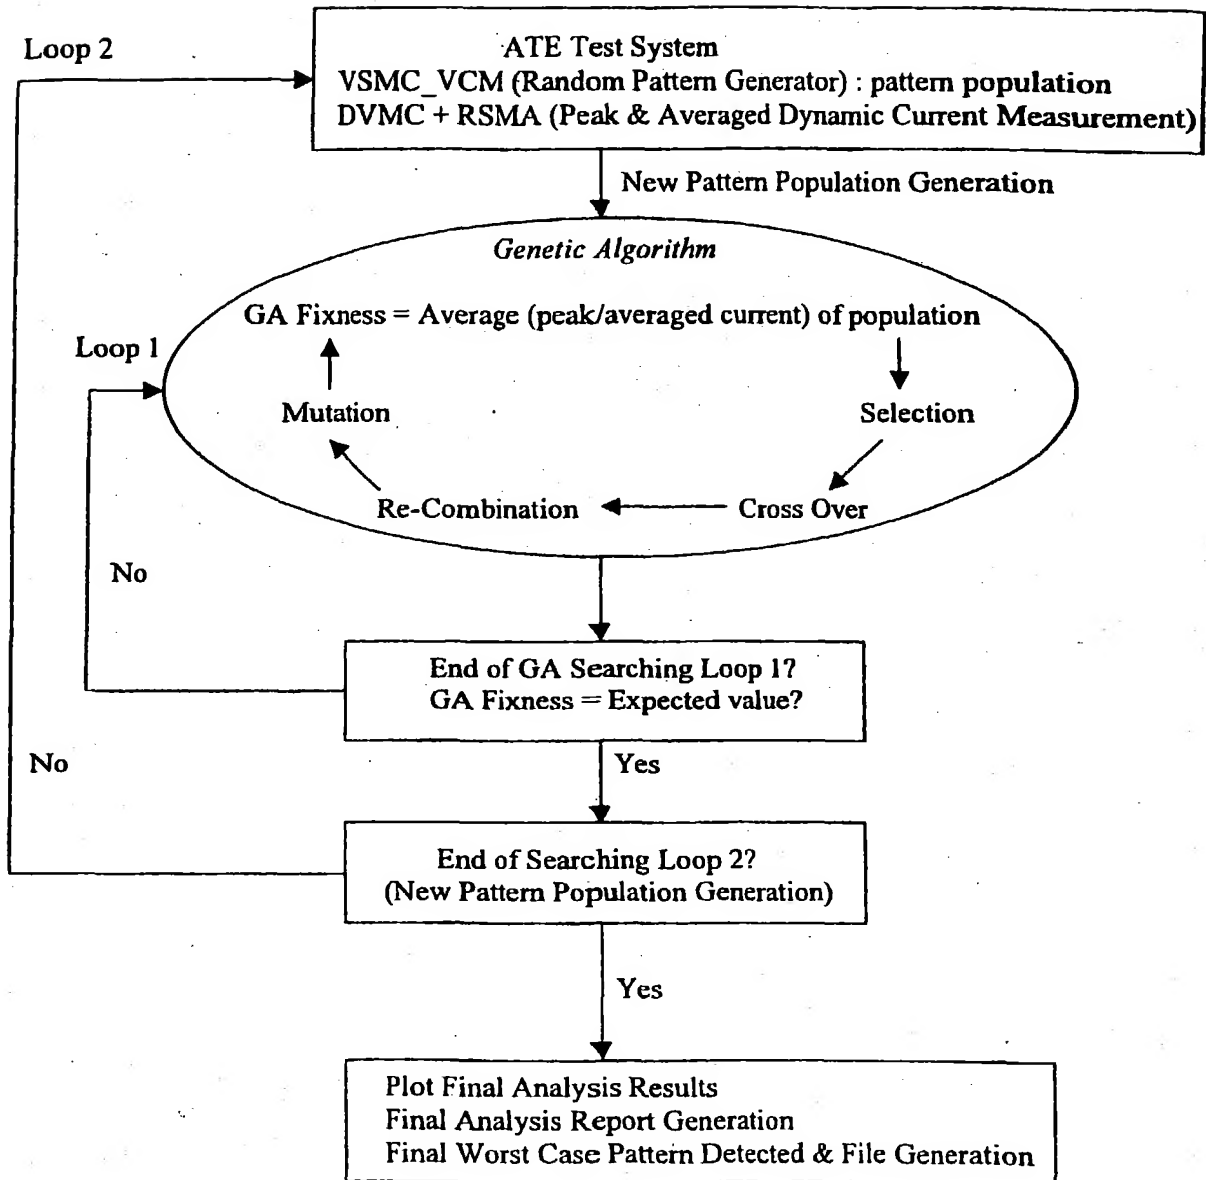 Loop 2
ATE Test System
VSMC_VCM (Random Pattern Generator) : pattern population
DVMC + RSMA (Peak & Averaged Dynamic Current Measurement)
New Pattern Population Generation
Genetic Algorithm
GA Fixness = Average (peak/averaged current) of population
Loop 1
Mutation
Selection
Re-Combination
Cross Over
No
End of GA Searching Loop 1?
GA Fixness = Expected value?
No
Yes
End of Searching Loop 2?
(New Pattern Population Generation)
Yes
Plot Final Analysis Results
Final Analysis Report Generation
Final Worst Case Pattern Detected & File Generation